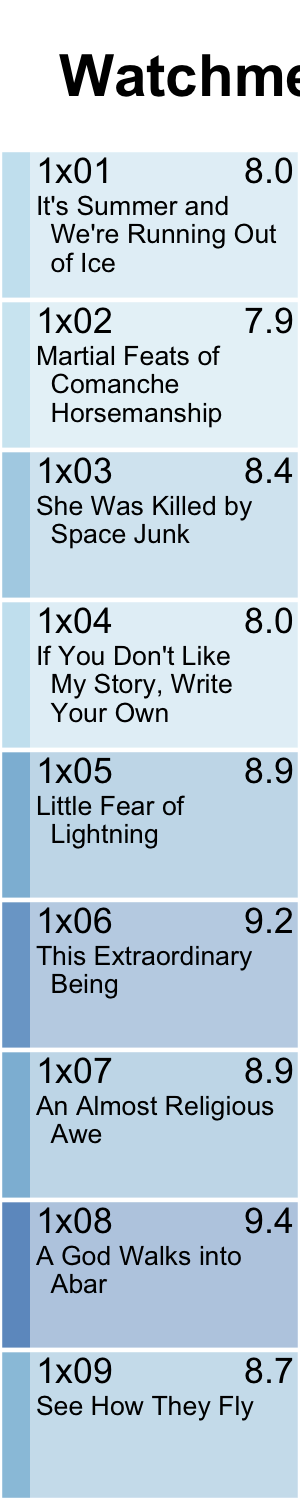 Watchme
1x01 8.0
It's Summer and
We're Running Out
of Ice
1x02 7.9
Martial Feats of
Comanche
Horsemanship
1x03 8.4
She Was Killed by
Space Junk
1x04 8.0
If You Don't Like
My Story, Write
Your Own
1x05 8.9
Little Fear of
Lightning
1x06 9.2
This Extraordinary
Being
1x07 8.9
An Almost Religious
Awe
1x08 9.4
A God Walks into
Abar
1x09 8.7
See How They Fly